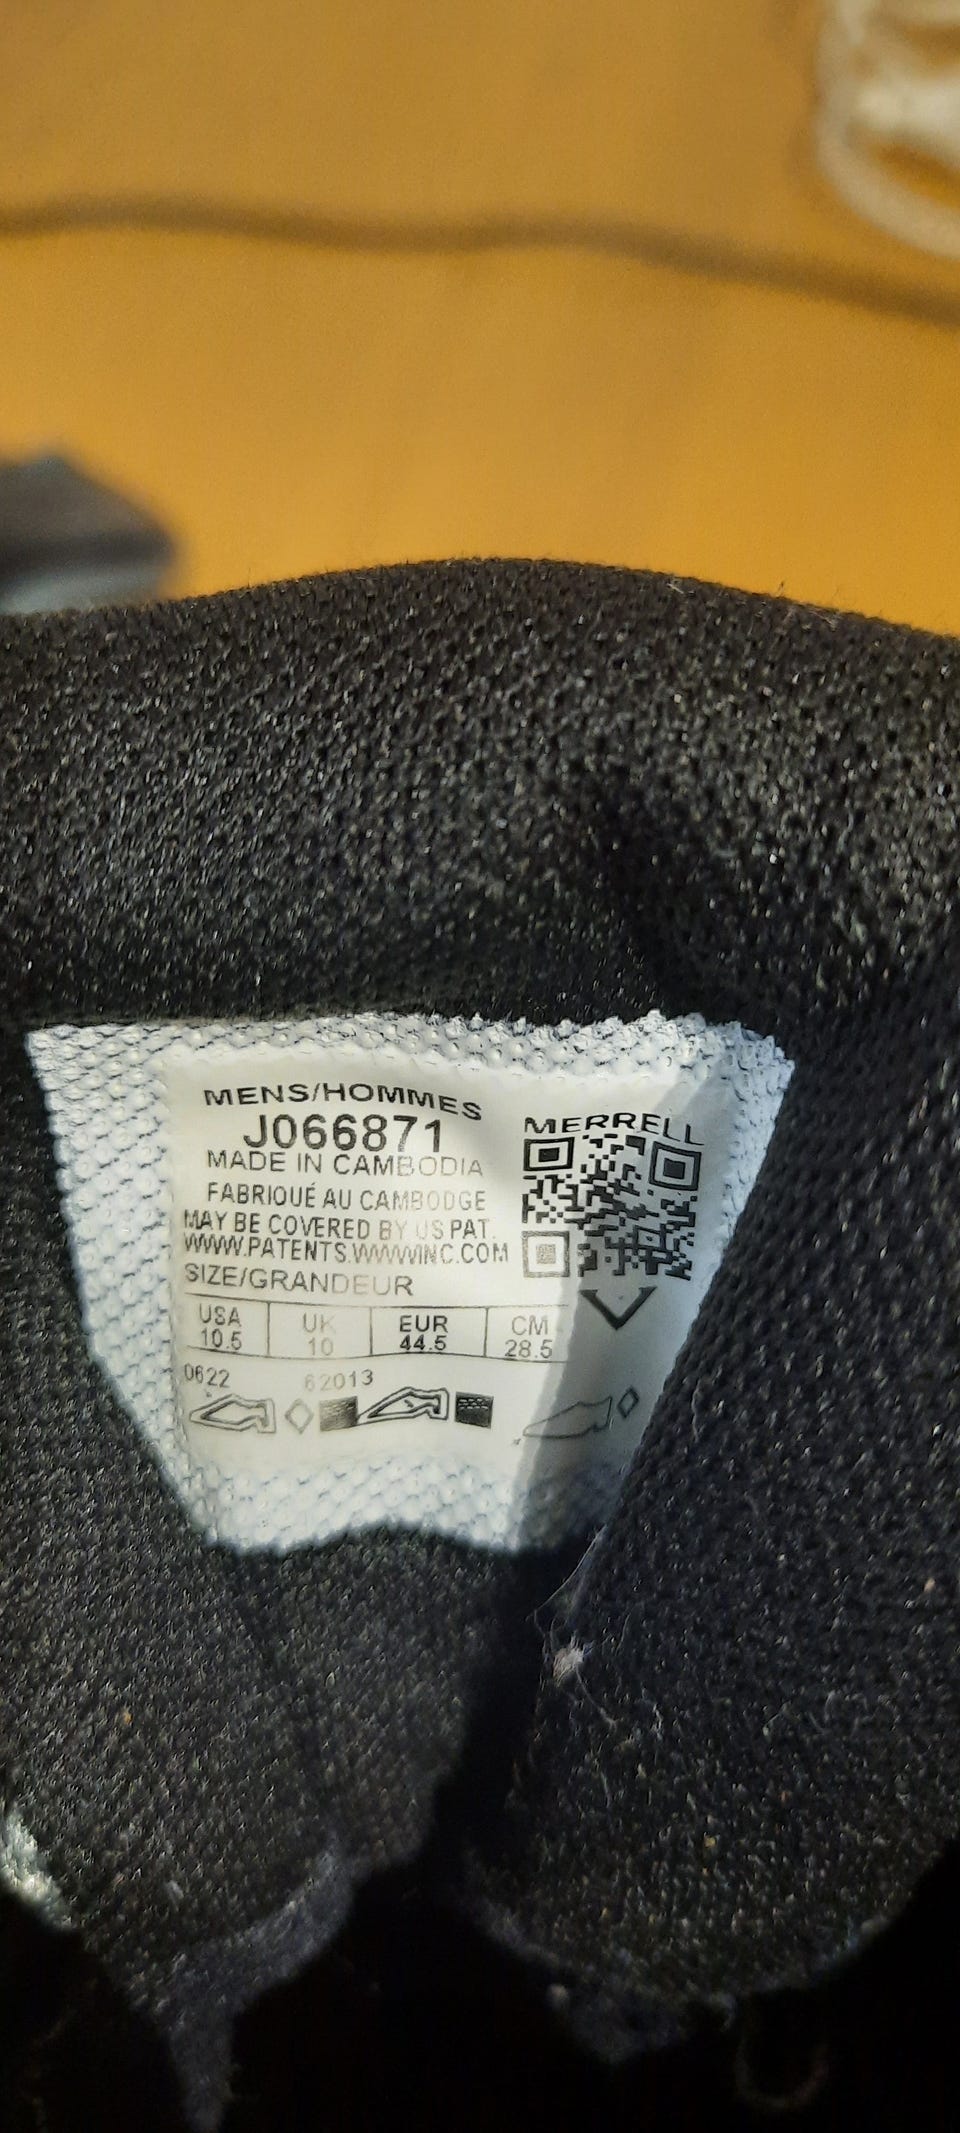 MENS/HOMMES
J066871
MADE IN CAMBODIA
FABRIQUÉ AU CAMBODGE
MAY BE COVERED BY US PAT.
WWW.PATENTS.WWWINC.COM
SIZE/GRANDEUR
USA UK EUR CM
10.5 10 44.5 28.5
0622 62013
MERRELL